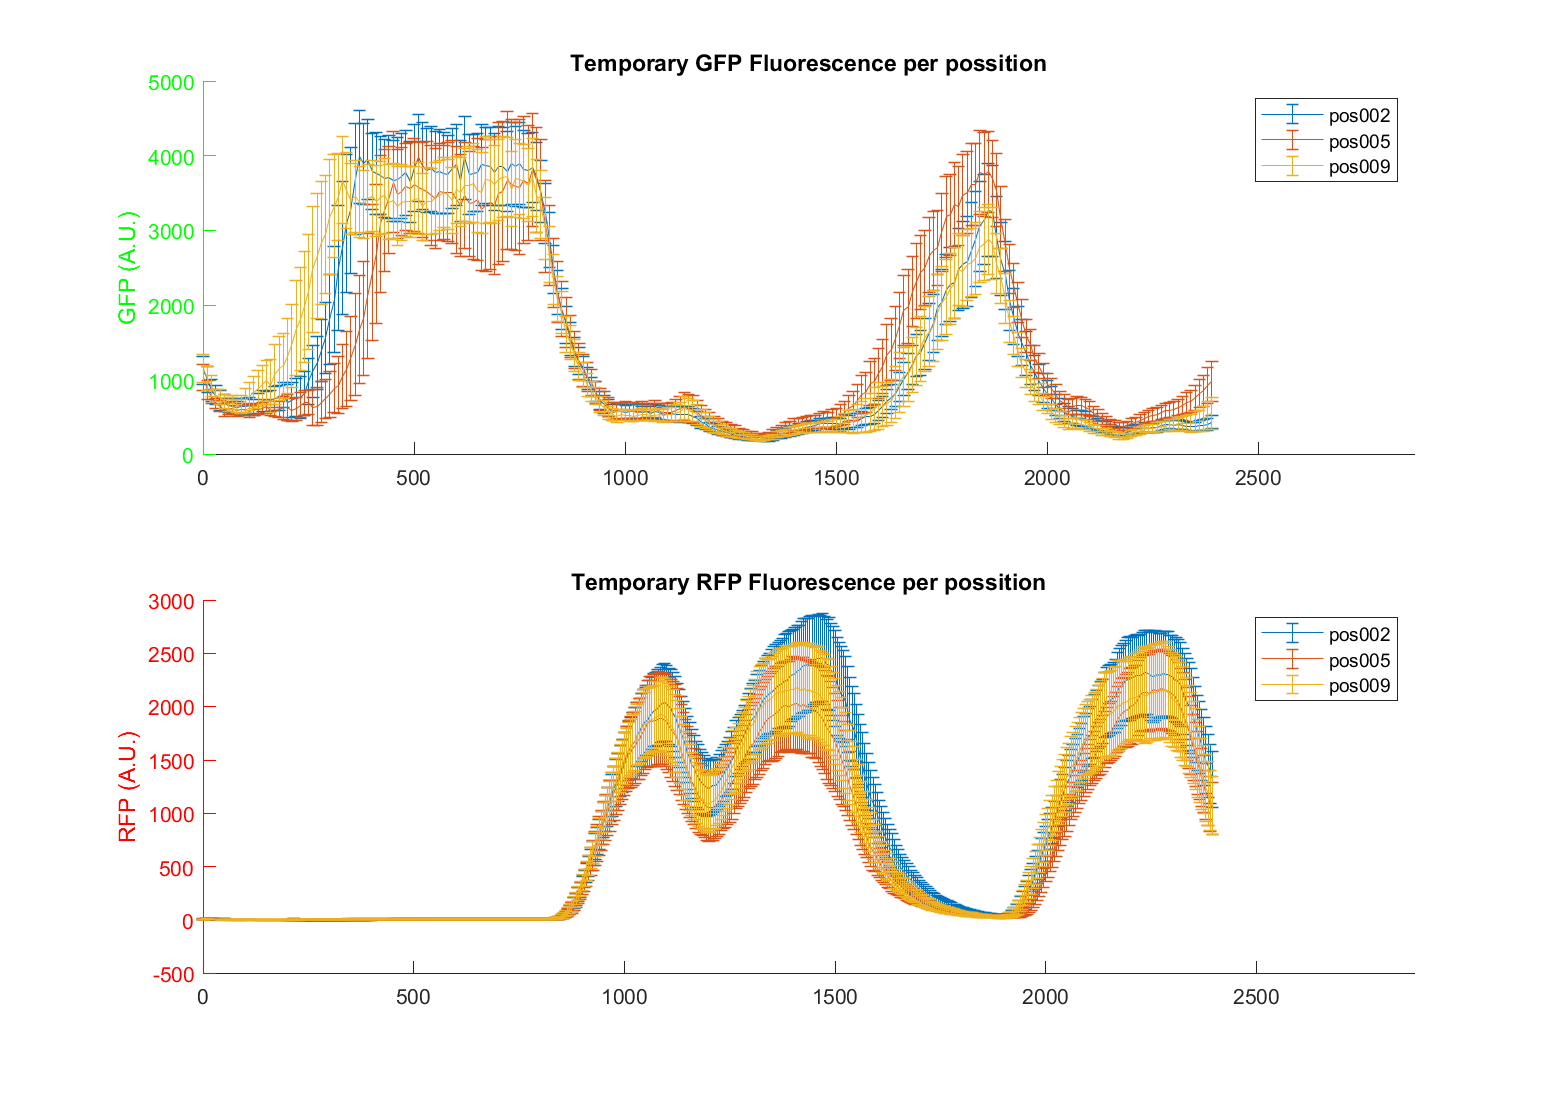 Temporary GFP Fluorescence per possition
GFP (A.U.)
5000
4000
3000
2000
1000
0
0 500 1000 1500 2000 2500
pos002
pos005
pos009
Temporary RFP Fluorescence per possition
RFP (A.U.)
3000
2500
2000
1500
1000
500
0
-500
0 500 1000 1500 2000 2500
pos002
pos005
pos009